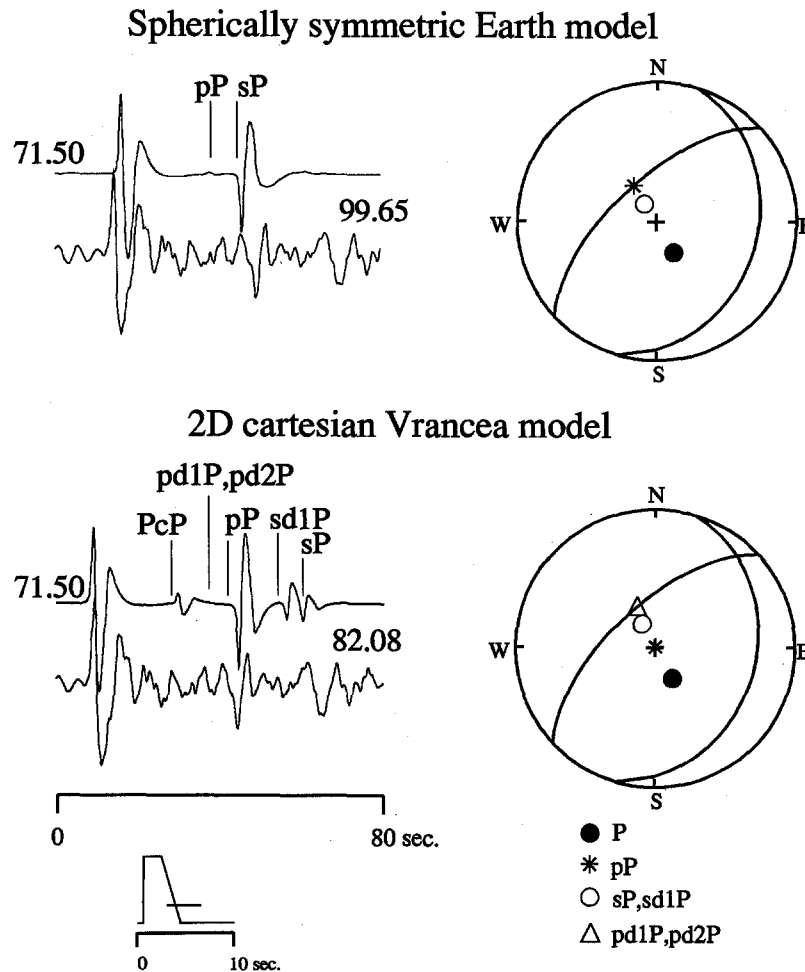 Spherically symmetric Earth model
pP sP
71.50
99.65
N
W
E
S
2D cartesian Vrancea model
pd1P,pd2P
PcP
pP
sd1P
sP
71.50
82.08
N
W
E
S
0
80 sec.
0
10 sec.
P
pP
sP,sd1P
pd1P,pd2P